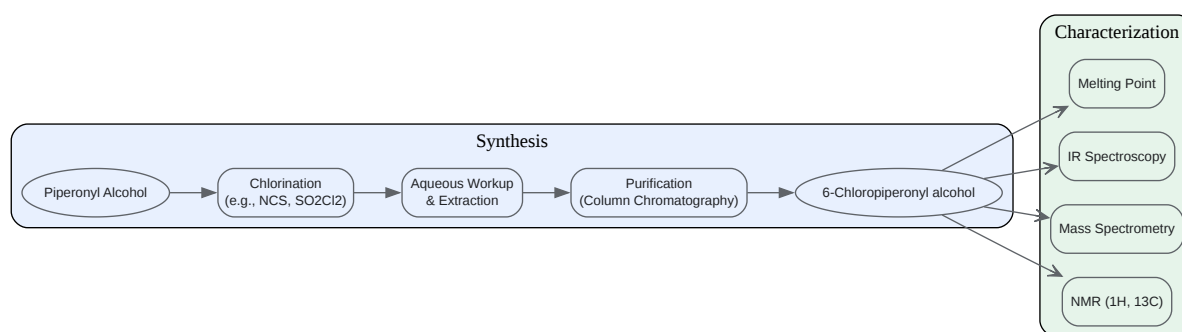 Characterization
Melting Point
Synthesis
IR Spectroscopy
Piperonyl Alcohol
Chlorination
(e.g., NCS, SO2Cl2)
Aqueous Workup
& Extraction
Purification
(Column Chromatography)
6-Chloropiperonyl alcohol
Mass Spectrometry
NMR (1H, 13C)